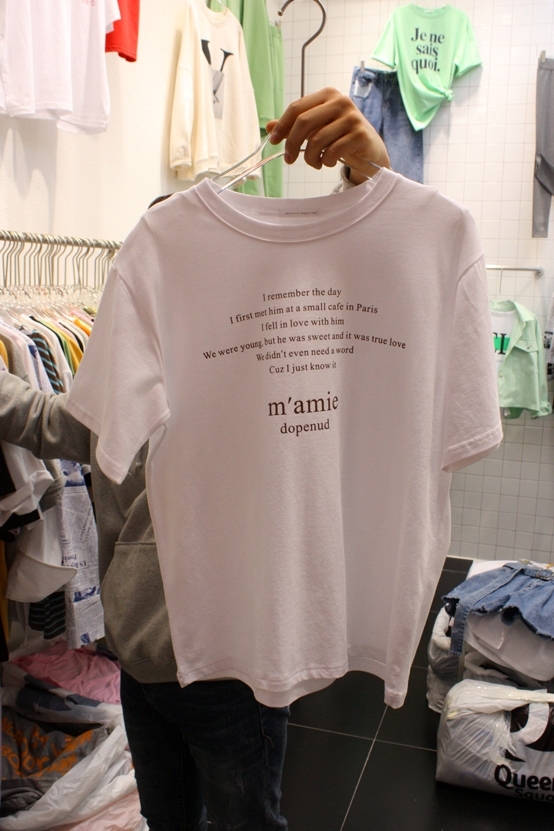 Je ne
sais
quoi.
I remember the day
I first met him at a small cafe in Paris
I fell in love with him
We were young, but he was sweet and it was true love
We didn't even need a word
Cuz I just know it
m'amie
dopenud
Queen